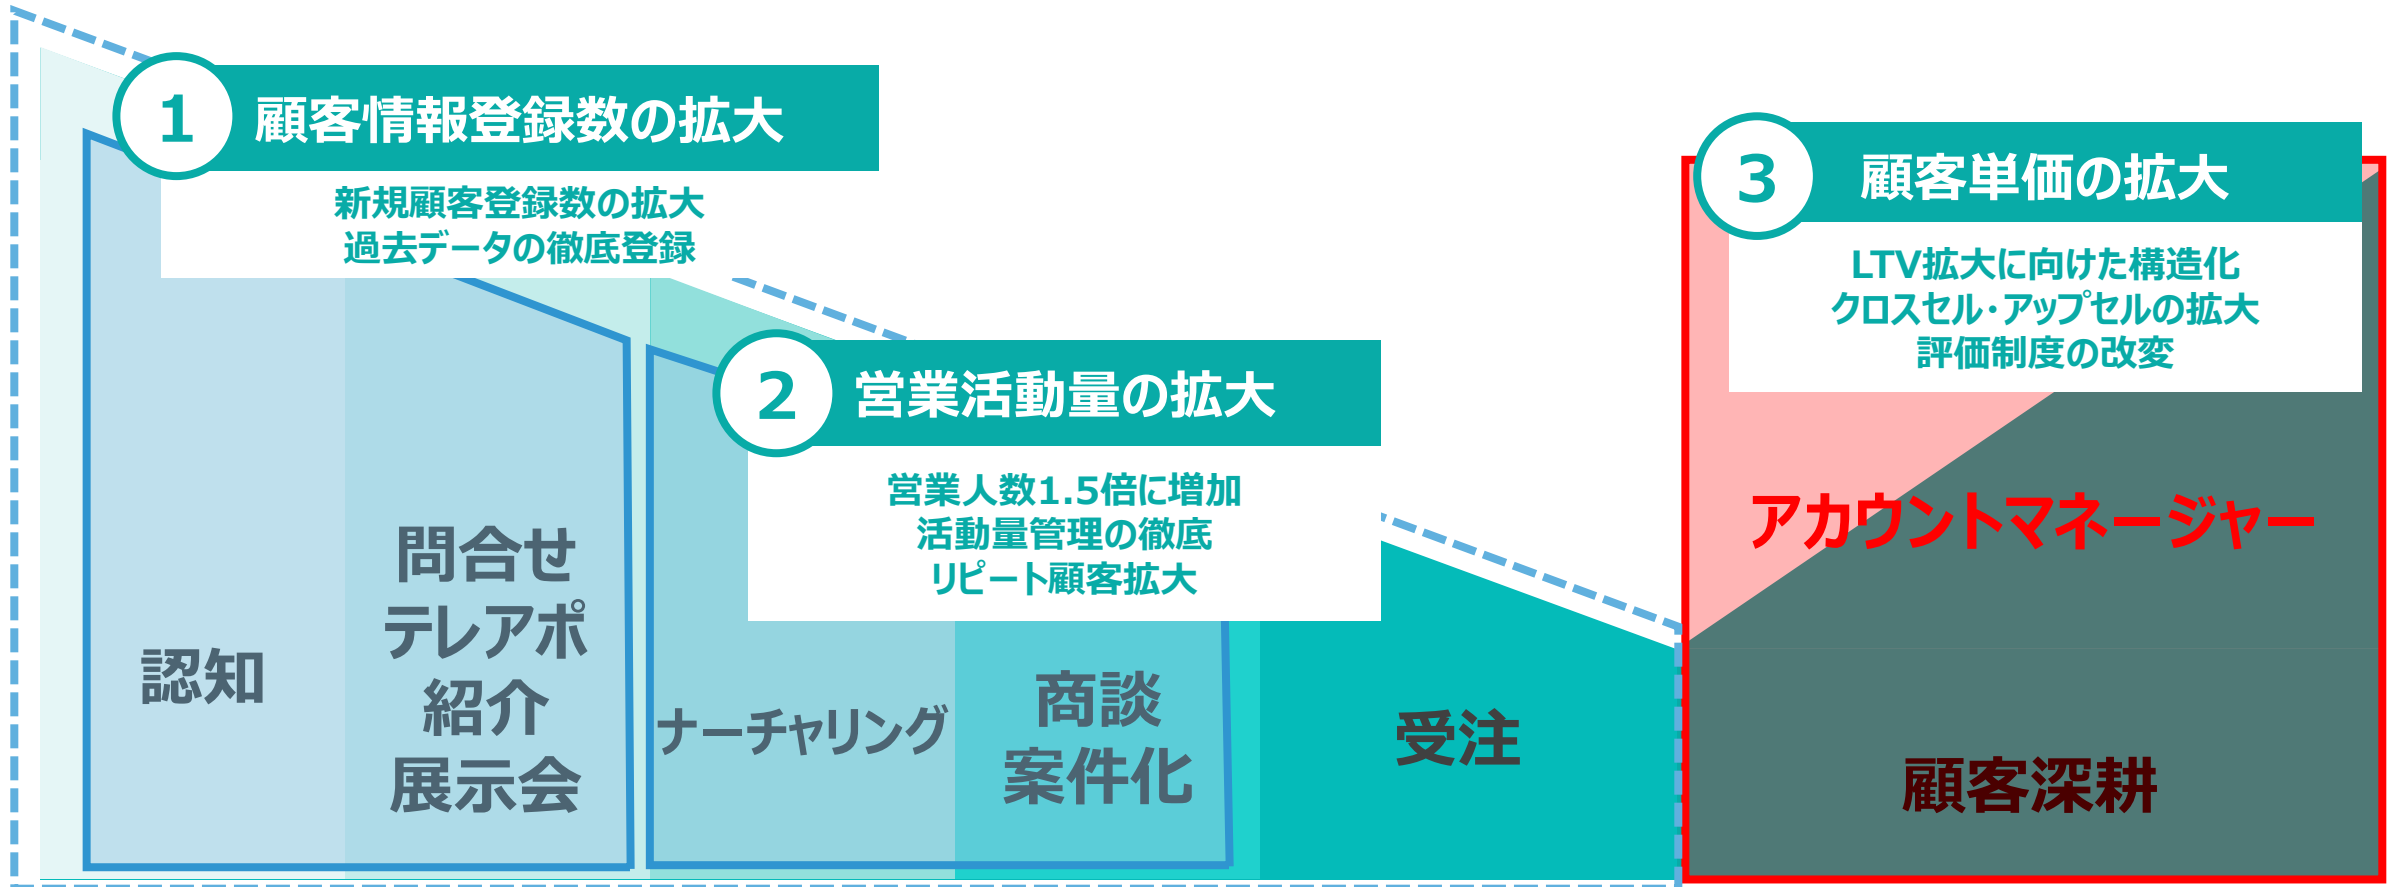 1
顧客情報登録数の拡大
新規顧客登録数の拡大
過去データの徹底登録
2
営業活動量の拡大
営業人数1.5倍に増加
活動量管理の徹底
リピート顧客拡大
3
顧客単価の拡大
LTV拡大に向けた構造化
クロスセル・アップセルの拡大
評価制度の改変
認知
問合せ
テレアポ
紹介
展示会
ナーチャリング
商談
案件化
受注
アカウントマネージャー
顧客深耕